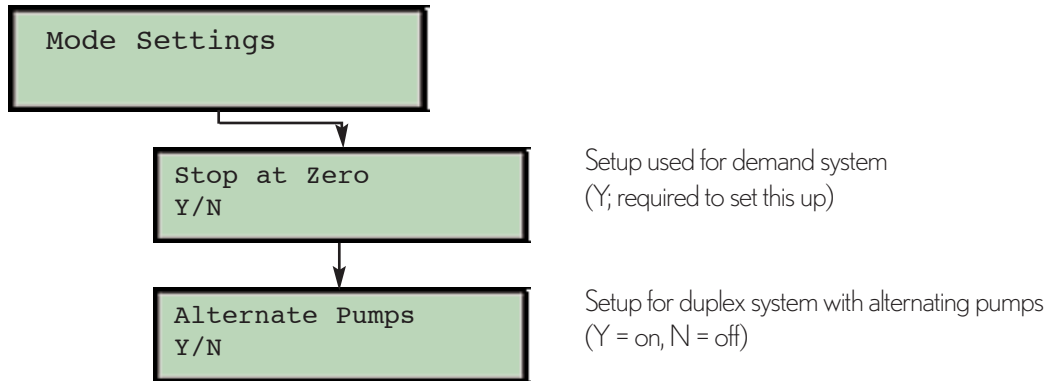 Mode Settings
Stop at Zero
Y/N
Setup used for demand system
(Y; required to set this up)
Alternate Pumps
Y/N
Setup for duplex system with alternating pumps
(Y = on, N = off)